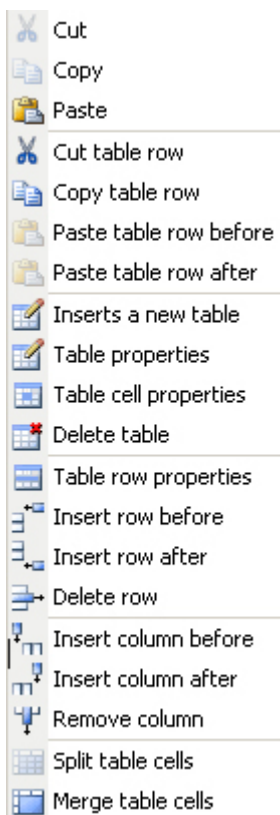 Cut
Copy
Paste
Cut table row
Copy table row
Paste table row before
Paste table row after
Inserts a new table
Table properties
Table cell properties
Delete table
Table row properties
Insert row before
Insert row after
Delete row
Insert column before
Insert column after
Remove column
Split table cells
Merge table cells